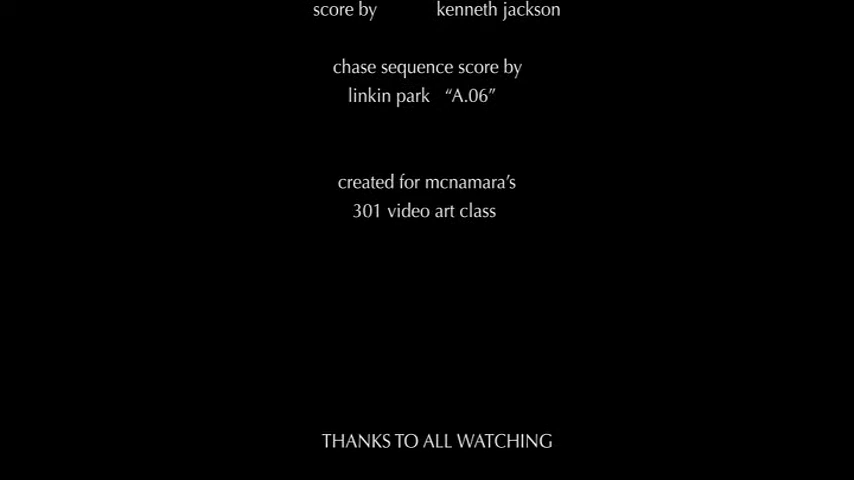 score by kenneth jackson
chase sequence score by
linkin park “A.06”
created for mcnamara’s
301 video art class
THANKS TO ALL WATCHING